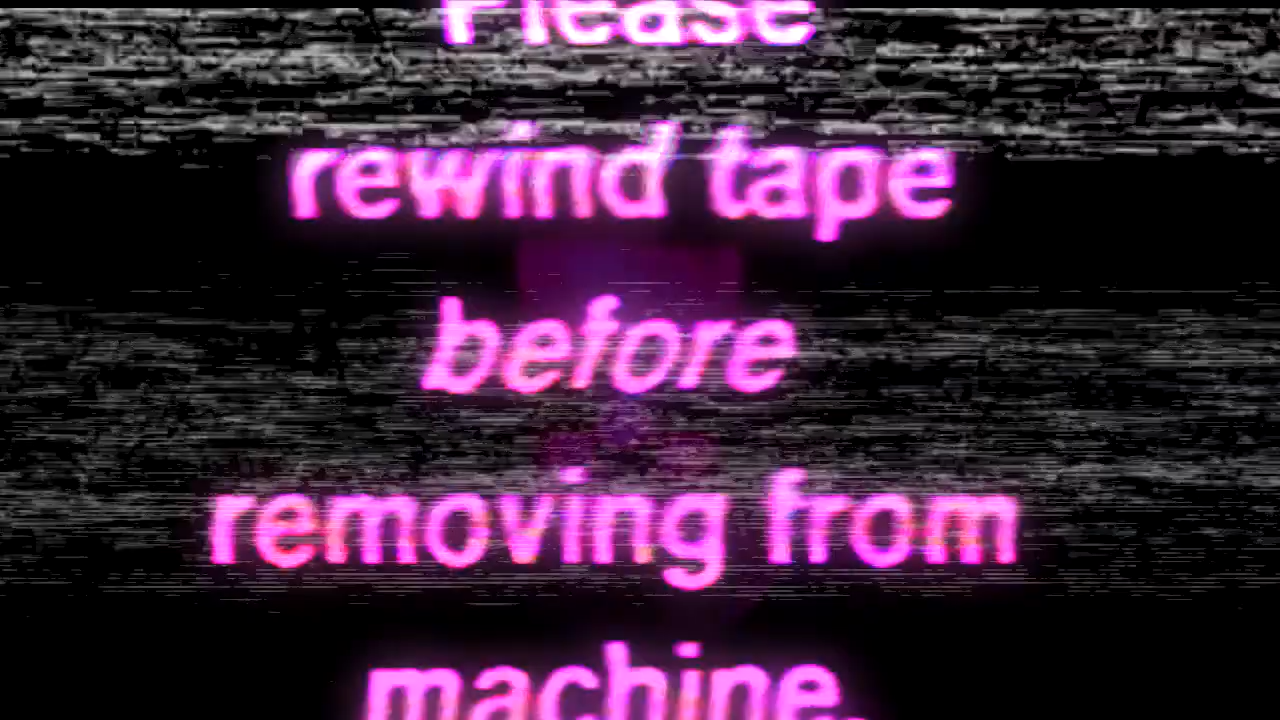 Please
rewind tape
before
removing from
machine.